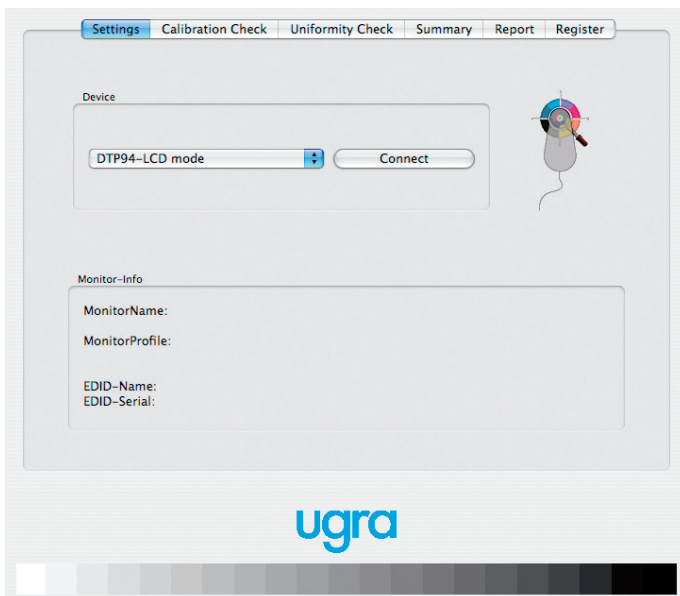 Settings Calibration Check Uniformity Check Summary Report Register
Device
DTP94-LCD mode Connect
Monitor-Info
MonitorName:
MonitorProfile:
EDID-Name:
EDID-Serial:
ugra